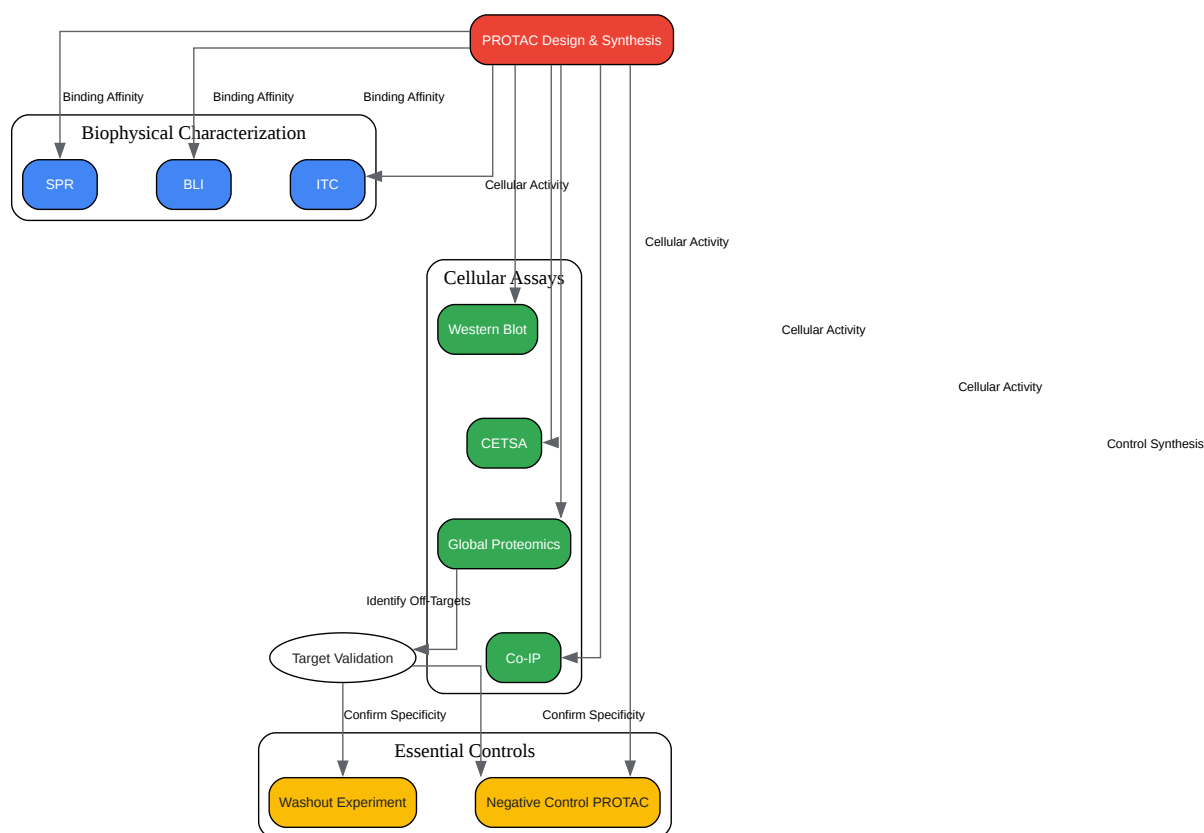 PROTAC Design & Synthesis
Binding Affinity
Binding Affinity
Binding Affinity
Biophysical Characterization
SPR
BLI
ITC
Cellular Activity
Cellular Activity
Cellular Assays
Western Blot
Cellular Activity
Cellular Activity
CETSA
Control Synthesis
Global Proteomics
Identify Off-Targets
Target Validation
Co-IP
Confirm Specificity
Confirm Specificity
Essential Controls
Washout Experiment
Negative Control PROTAC